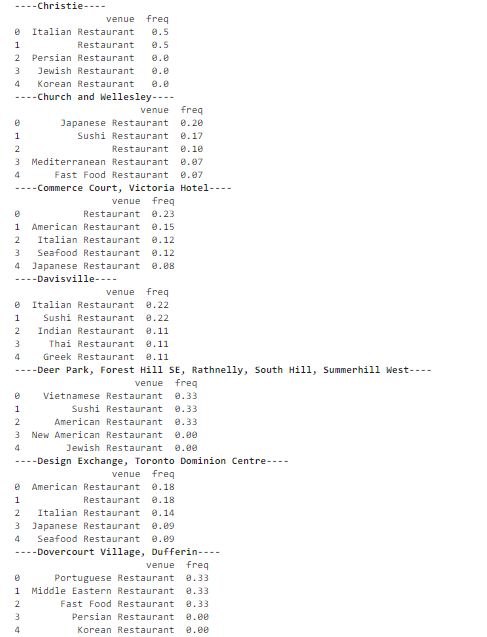 ----Christie----
venue freq
0 Italian Restaurant 0.5
1 Restaurant 0.5
2 Persian Restaurant 0.0
3 Jewish Restaurant 0.0
4 Korean Restaurant 0.0
----Church and Wellesley----
venue freq
0 Japanese Restaurant 0.20
1 Sushi Restaurant 0.17
2 Restaurant 0.10
3 Mediterranean Restaurant 0.07
4 Fast Food Restaurant 0.07
----Commerce Court, Victoria Hotel----
venue freq
0 Restaurant 0.23
1 American Restaurant 0.15
2 Italian Restaurant 0.12
3 Seafood Restaurant 0.12
4 Japanese Restaurant 0.08
----Davisville----
venue freq
0 Italian Restaurant 0.22
1 Sushi Restaurant 0.22
2 Indian Restaurant 0.11
3 Thai Restaurant 0.11
4 Greek Restaurant 0.11
----Deer Park, Forest Hill SE, Rathnelly, South Hill, Summerhill West----
venue freq
0 Vietnamese Restaurant 0.33
1 Sushi Restaurant 0.33
2 American Restaurant 0.33
3 New American Restaurant 0.00
4 Jewish Restaurant 0.00
----Design Exchange, Toronto Dominion Centre----
venue freq
0 American Restaurant 0.18
1 Restaurant 0.18
2 Italian Restaurant 0.14
3 Japanese Restaurant 0.09
4 Seafood Restaurant 0.09
----Dovercourt Village, Dufferin----
venue freq
0 Portuguese Restaurant 0.33
1 Middle Eastern Restaurant 0.33
2 Fast Food Restaurant 0.33
3 Persian Restaurant 0.00
4 Korean Restaurant 0.00